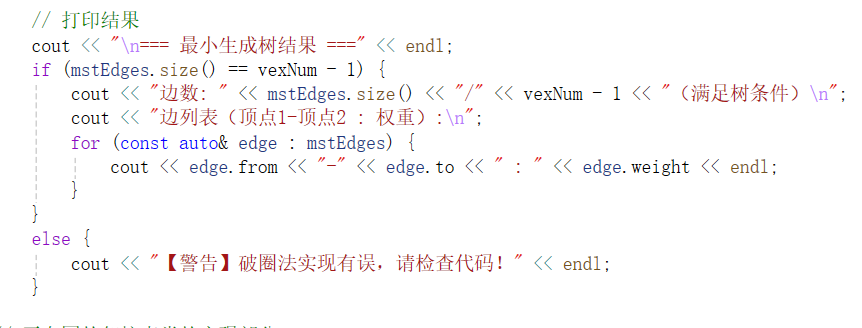 // 打印结果
cout << "\n=== 最小生成树结果 ===" << endl;
if (mstEdges.size() == vexNum - 1) {
cout << "边数: " << mstEdges.size() << "/" << vexNum - 1 << "（满足树条件）\n";
cout << "边列表（顶点1-顶点2 : 权重）:\n";
for (const auto& edge : mstEdges) {
cout << edge.from << "-" << edge.to << " : " << edge.weight << endl;
}
}
else {
cout << "【警告】破圈法实现有误，请检查代码！" << endl;
}